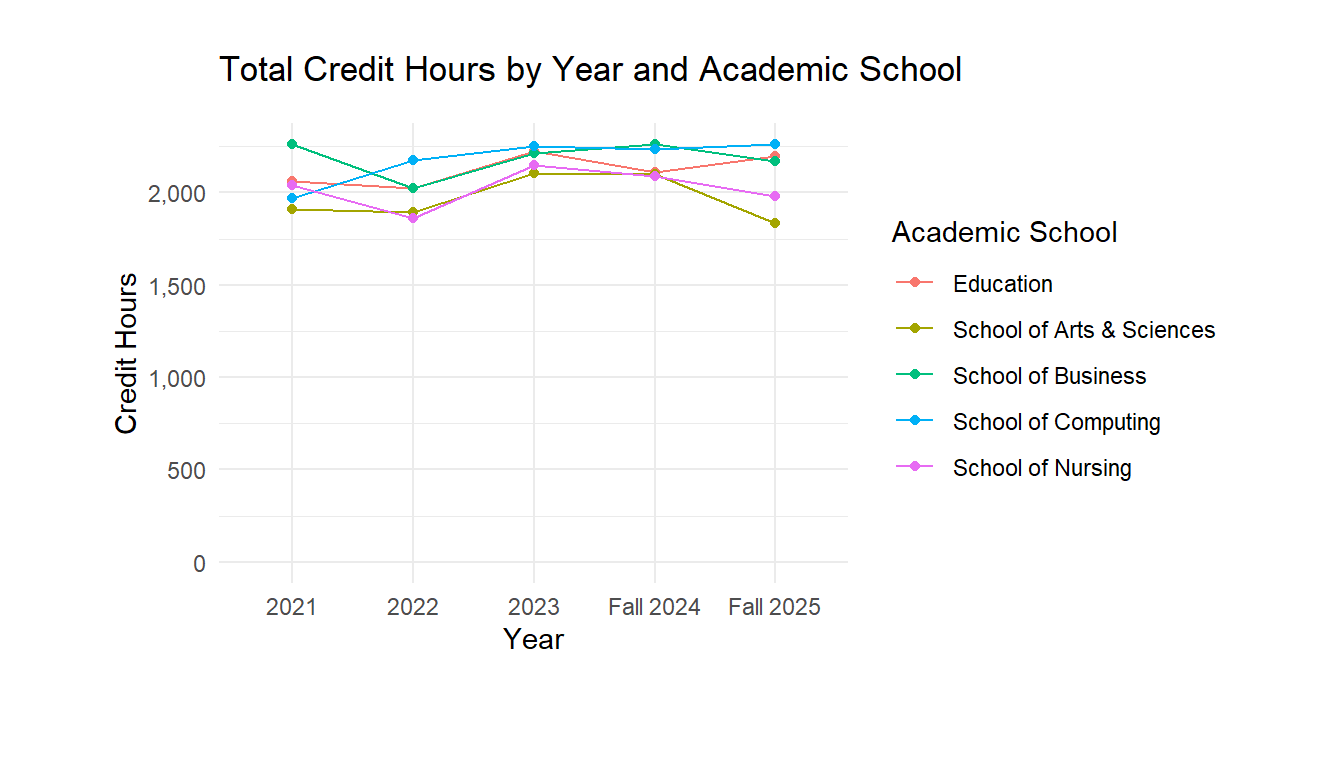 Total Credit Hours by Year and Academic School
Credit Hours
2,000
1,500
1,000
500
0
2021
2022
2023
Fall 2024
Fall 2025
Year
Academic School
Education
School of Arts & Sciences
School of Business
School of Computing
School of Nursing